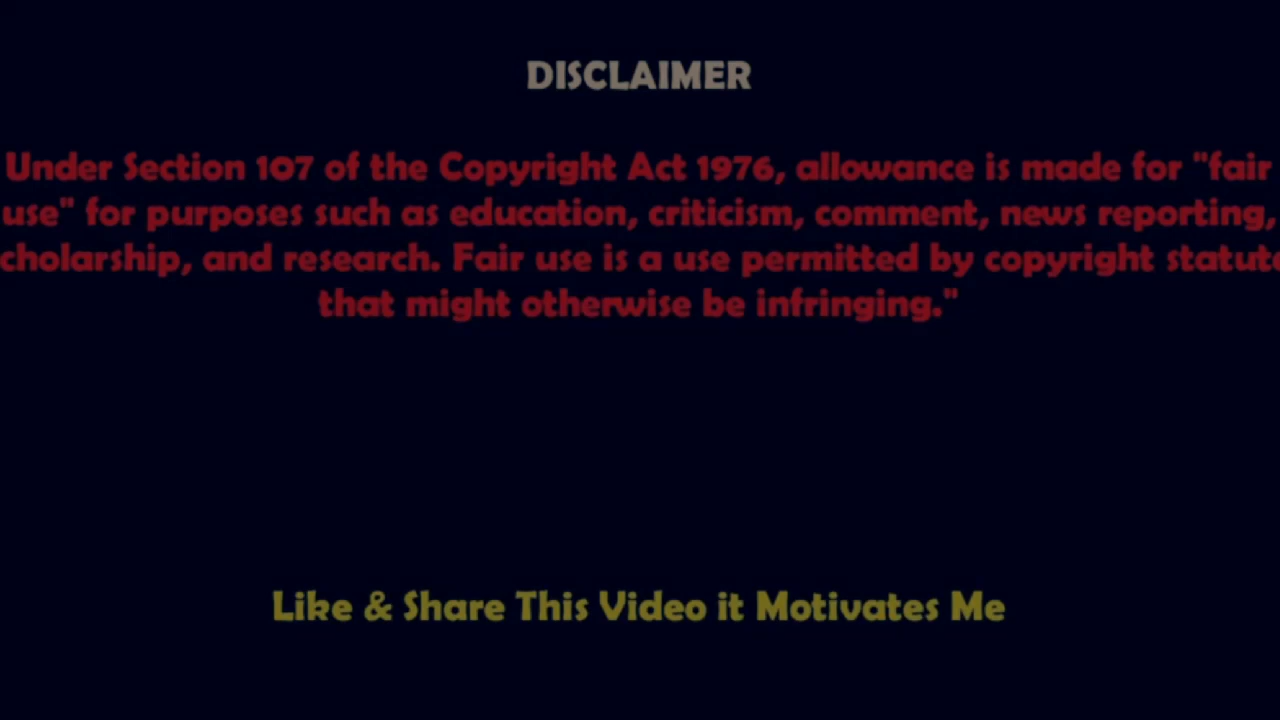 DISCLAIMER
Under Section 107 of the Copyright Act 1976, allowance is made for "fair
use" for purposes such as education, criticism, comment, news reporting,
cholarship, and research. Fair use is a use permitted by copyright statute
that might otherwise be infringing."
Like & Share This Video it Motivates Me